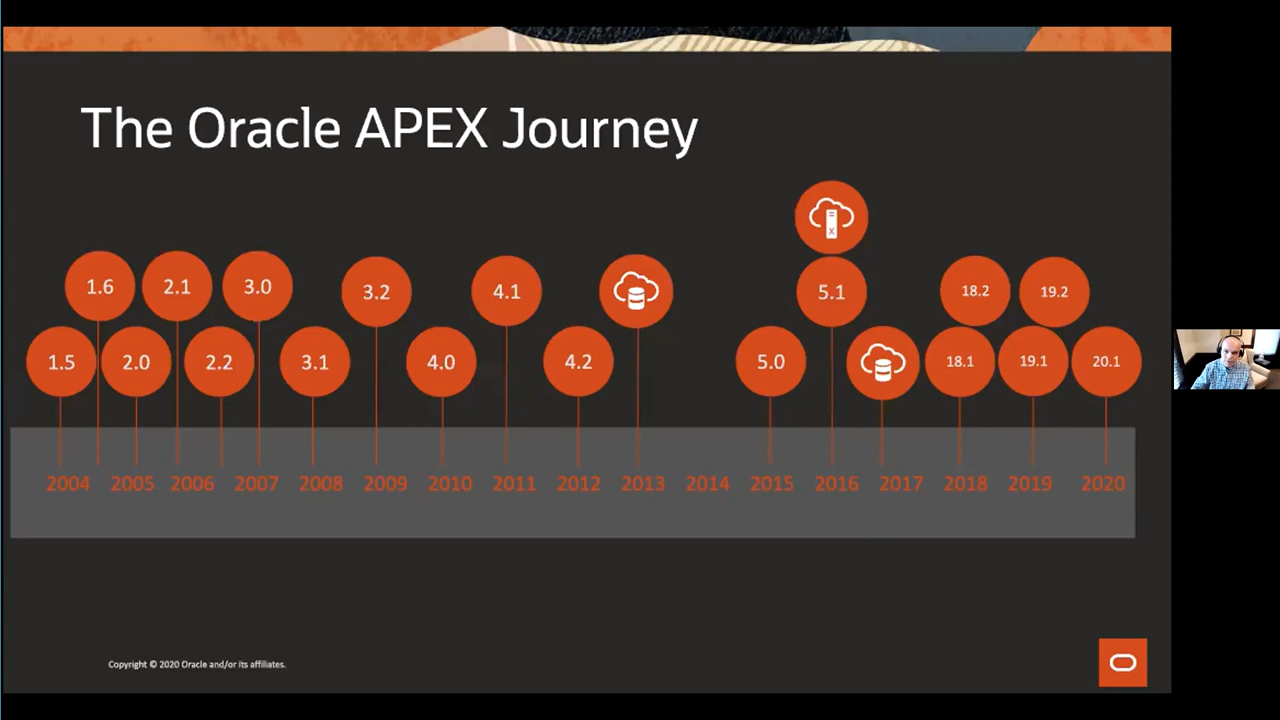 The Oracle APEX Journey
1.6 2.1 3.0 3.2 4.1 5.1 18.2 19.2
1.5 2.0 2.2 3.1 4.0 4.2 5.0 18.1 19.1 20.1
2004 2005 2006 2007 2008 2009 2010 2011 2012 2013 2014 2015 2016 2017 2018 2019 2020
Copyright © 2020 Oracle and/or its affiliates.